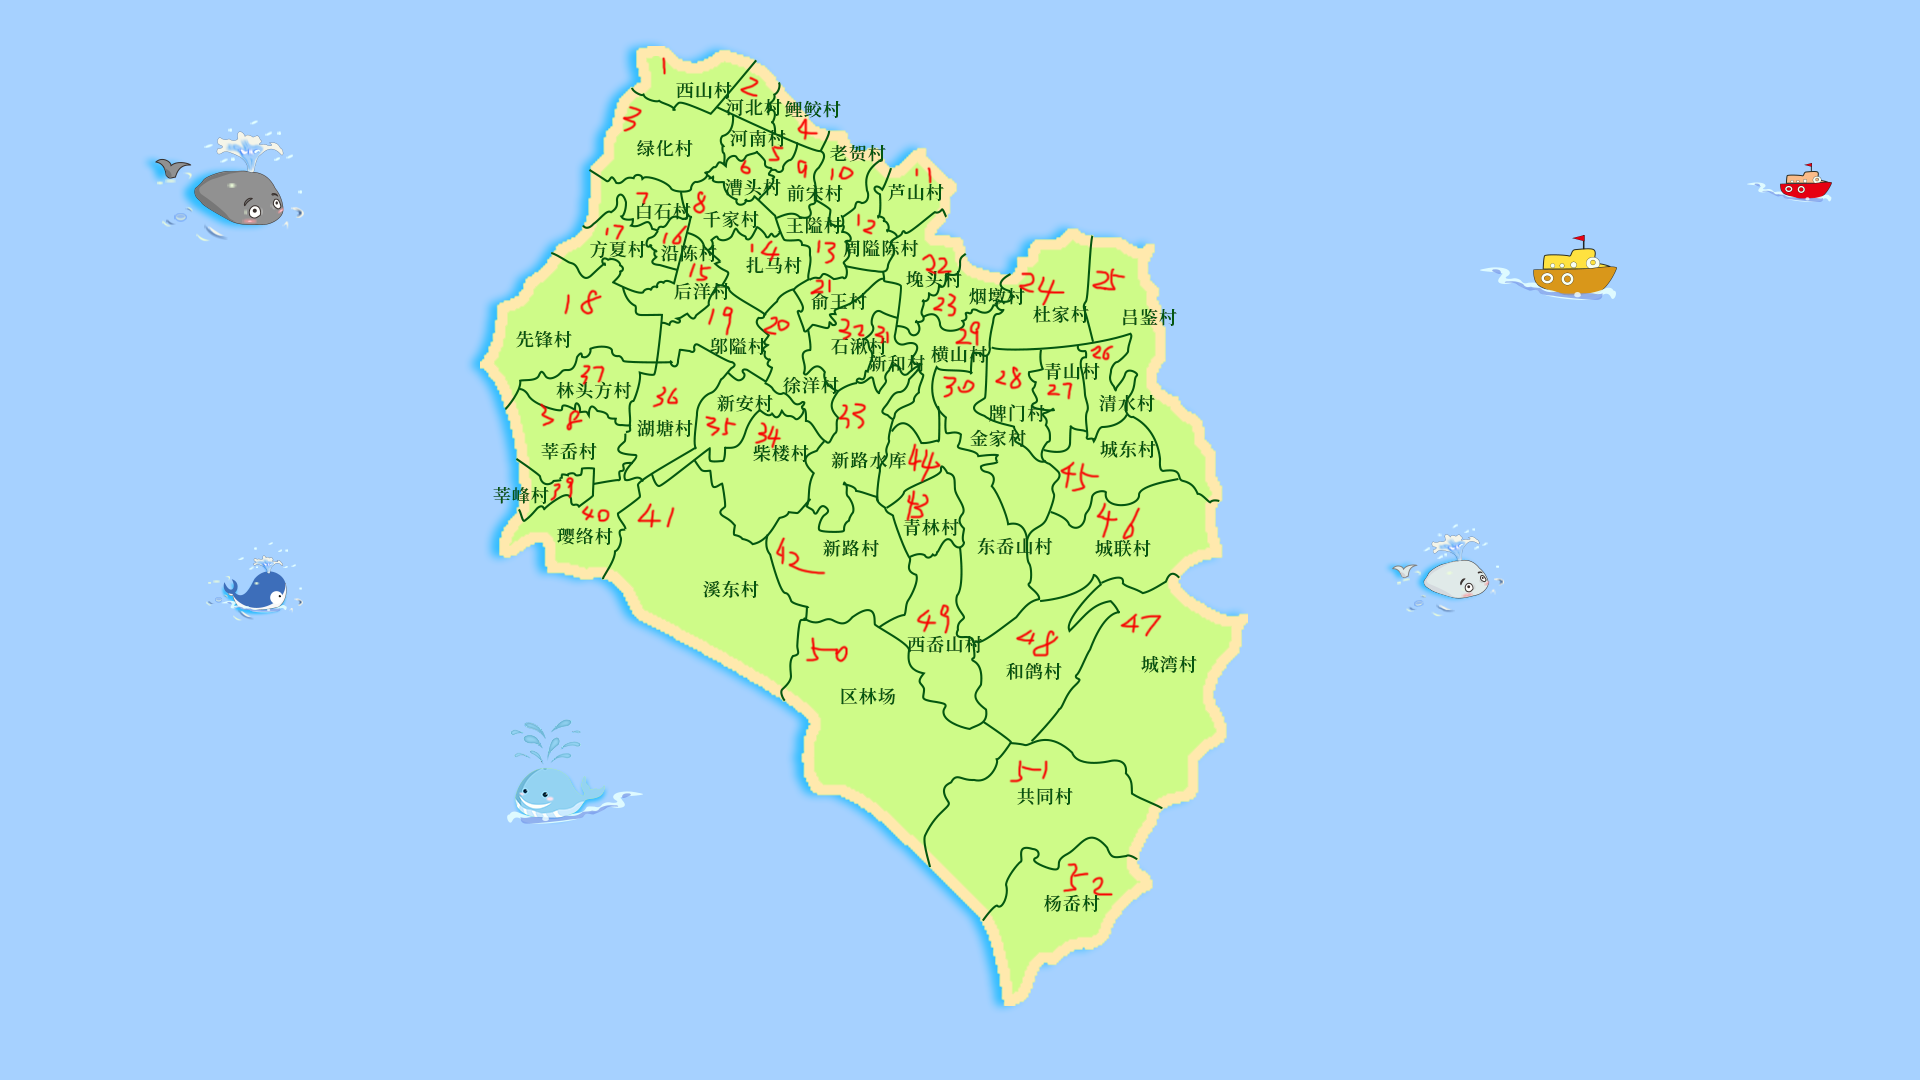 1
西山村
2
河北村
鲤鲛村
3
4
河南村
绿化村
5
老贺村
6
9
10
11
漕头村
前宋村
芦山村
7
白石村
8
千家村
王隘村
12
17
方夏村
16
沿陈村
14
扎马村
13
周隘陈村
15
后洋村
22
堍头村
21
俞王村
23
烟墩村
24
杜家村
25
吕鉴村
18
先锋村
19
邬隘村
20
32
石湫村
31
新和村
29
横山村
26
青山村
37
林头方村
36
徐洋村
30
28
27
新安村
清水村
38
35
34
33
牌门村
湖塘村
柴楼村
金家村
莘岙村
新路水库
44
城东村
45
莘峰村
39
40
41
43
46
璎络村
青林村
42
新路村
东岙山村
城联村
溪东村
49
西岙山村
48
和鸽村
47
城湾村
50
区林场
51
共同村
52
杨岙村